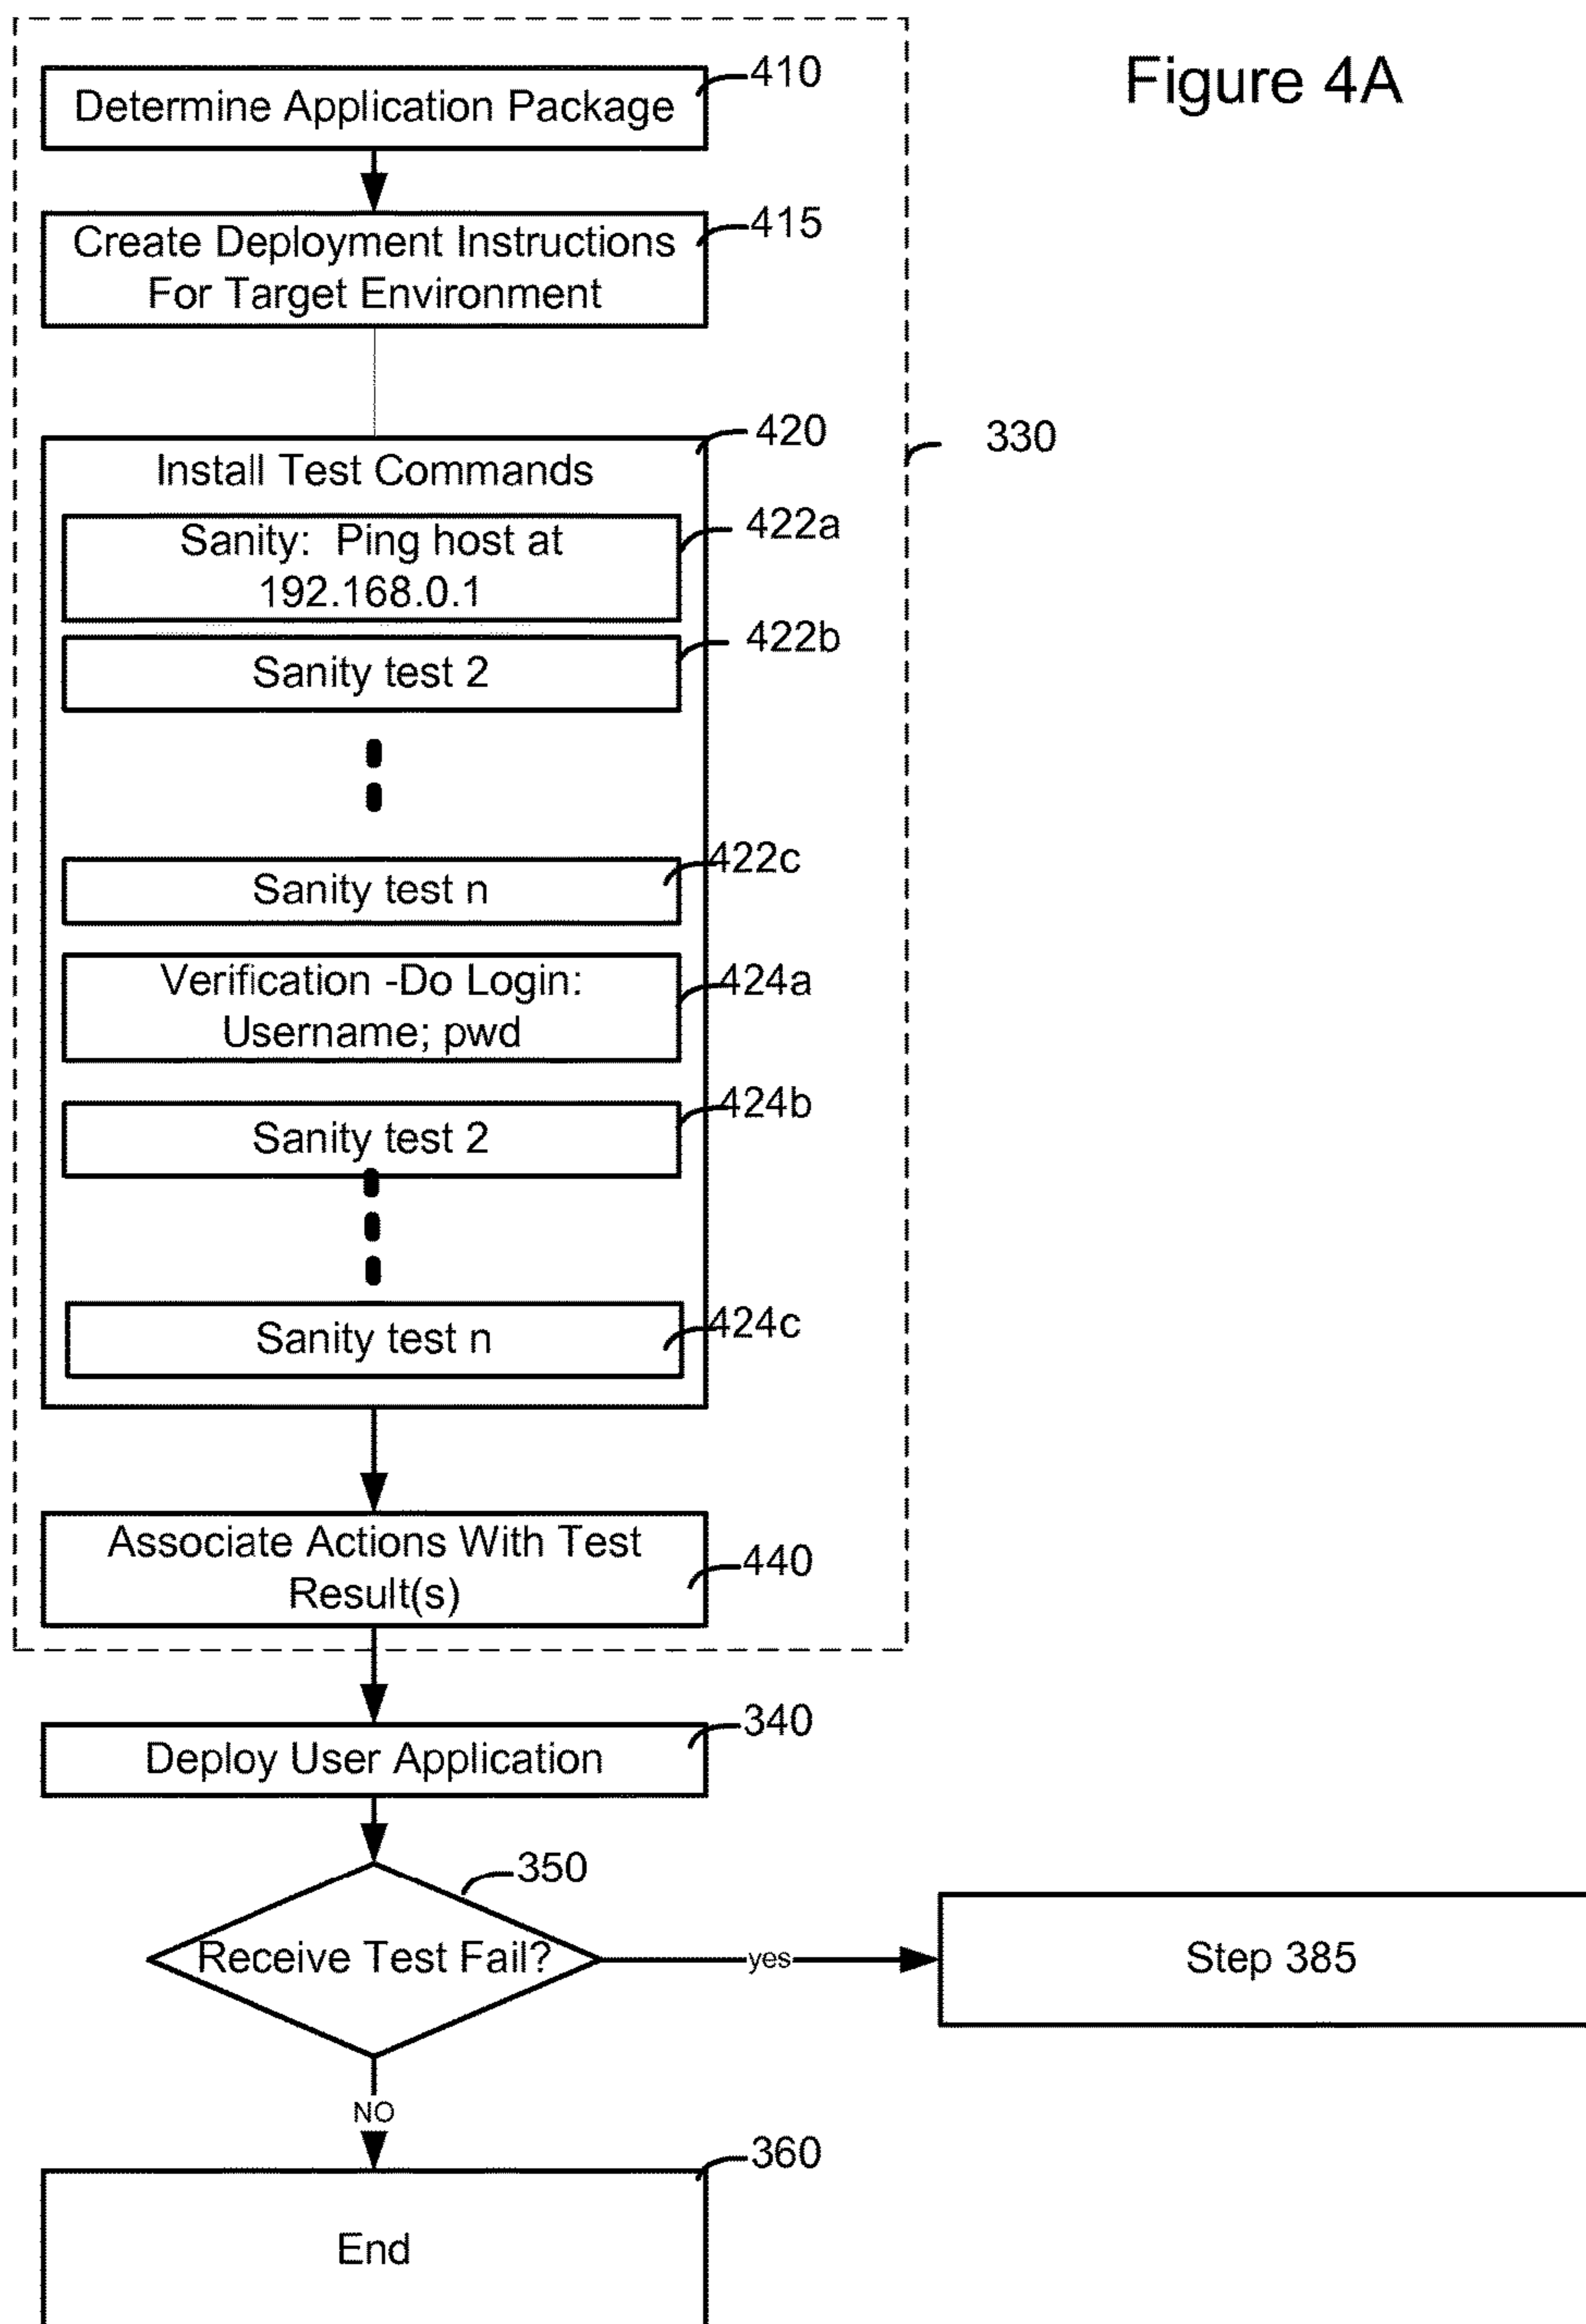 Figure 4A
410
Determine Application Package
415
Create Deployment Instructions
For Target Environment
330
420
Install Test Commands
422a
Sanity:  Ping host at
192.168.0.1
422b
Sanity test 2
422c
Sanity test n
424a
Verification -Do Login:
Username; pwd
424b
Sanity test 2
424c
Sanity test n
440
Associate Actions With Test
Result(s)
340
Deploy User Application
350
Receive Test Fail?
yes
Step 385
NO
360
End